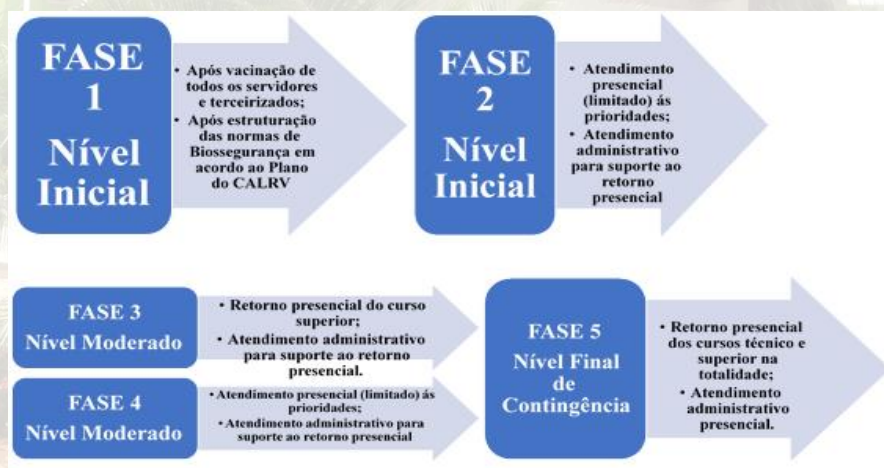 FASE
1
Nível
Inicial
• Após vacinação de
todos os servidores
e terceirizados;
• Após estruturação
das normas de
Biossegurança em
acordo ao Plano
do CALRV
FASE
2
Nível
Inicial
• Atendimento
presencial
(limitado) ás
prioridades;
• Atendimento
administrativo
para suporte ao
retorno
presencial
FASE 3
Nível Moderado
• Retorno presencial do curso
superior;
• Atendimento administrativo
para suporte ao retorno
presencial.
FASE 4
Nível Moderado
• Atendimento presencial (limitado) ás
prioridades;
• Atendimento administrativo para
suporte ao retorno presencial
FASE 5
Nível Final
de
Contingência
• Retorno presencial
dos cursos técnico e
superior na
totalidade;
• Atendimento
administrativo
presencial.